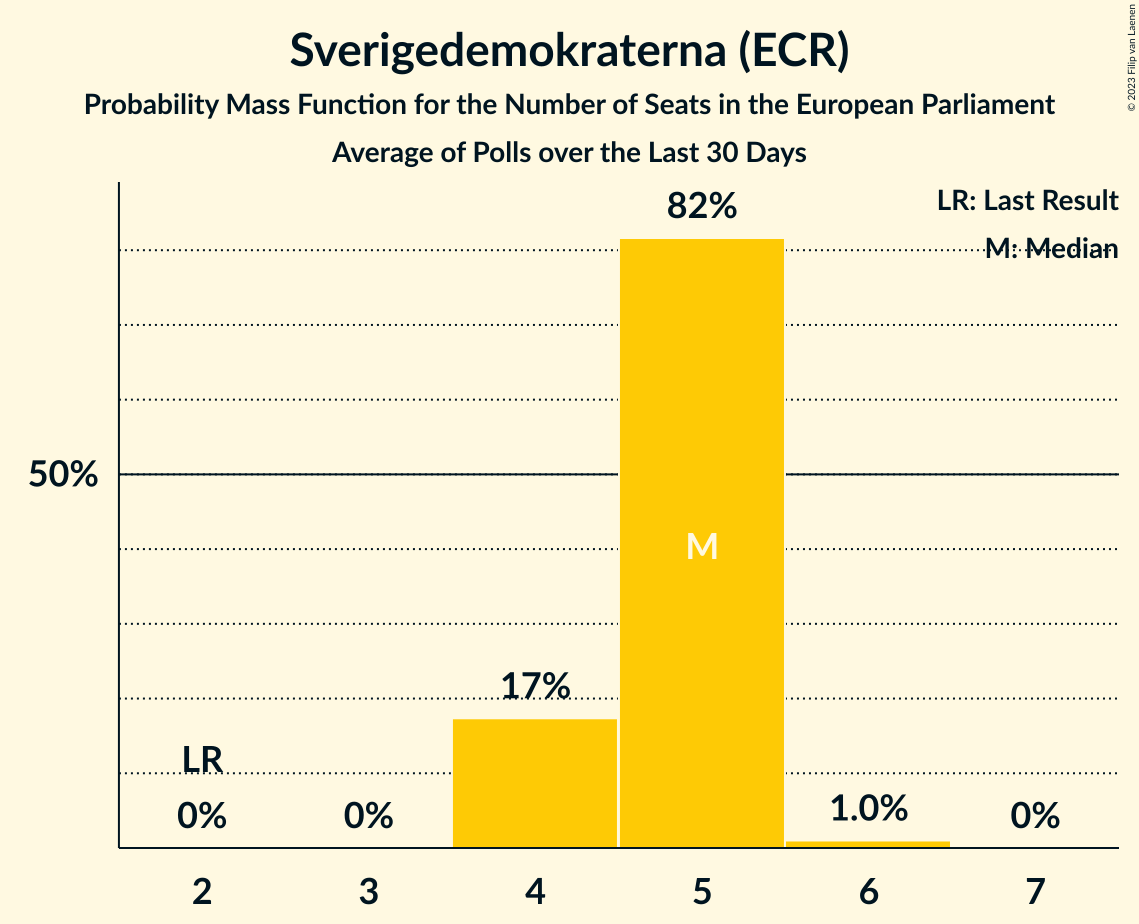 Sverigedemokraterna (ECR)
Probability Mass Function for the Number of Seats in the European Parliament
Average of Polls over the Last 30 Days
© 2023 Filip van Laenen
LR: Last Result
M: Median
82%
50%
M
17%
LR
0%
0%
1.0%
0%
2
3
4
5
6
7